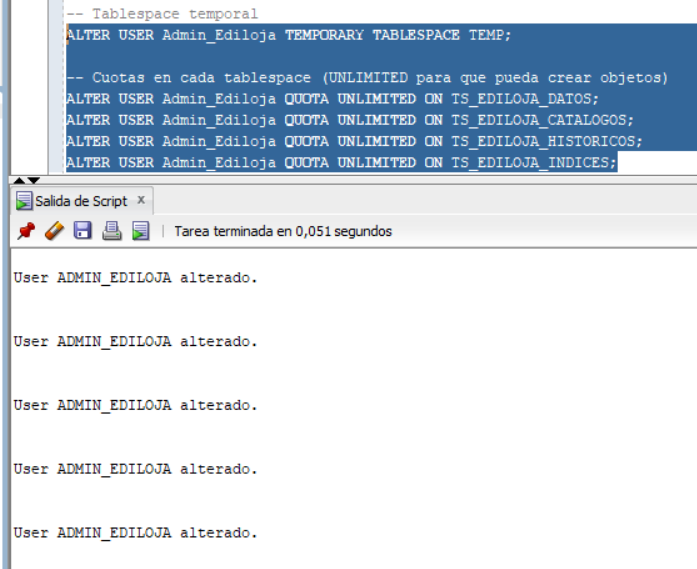 -- Tablespace temporal
ALTER USER Admin_Ediloja TEMPORARY TABLESPACE TEMP;
-- Cuotas en cada tablespace (UNLIMITED para que pueda crear objetos)
ALTER USER Admin_Ediloja QUOTA UNLIMITED ON TS_EDILOJA_DATOS;
ALTER USER Admin_Ediloja QUOTA UNLIMITED ON TS_EDILOJA_CATALOGOS;
ALTER USER Admin_Ediloja QUOTA UNLIMITED ON TS_EDILOJA_HISTORICOS;
ALTER USER Admin_Ediloja QUOTA UNLIMITED ON TS_EDILOJA_INDICES;
Salida de Script x
Tarea terminada en 0,051 segundos
User ADMIN_EDILOJA alterado.
User ADMIN_EDILOJA alterado.
User ADMIN_EDILOJA alterado.
User ADMIN_EDILOJA alterado.
User ADMIN_EDILOJA alterado.